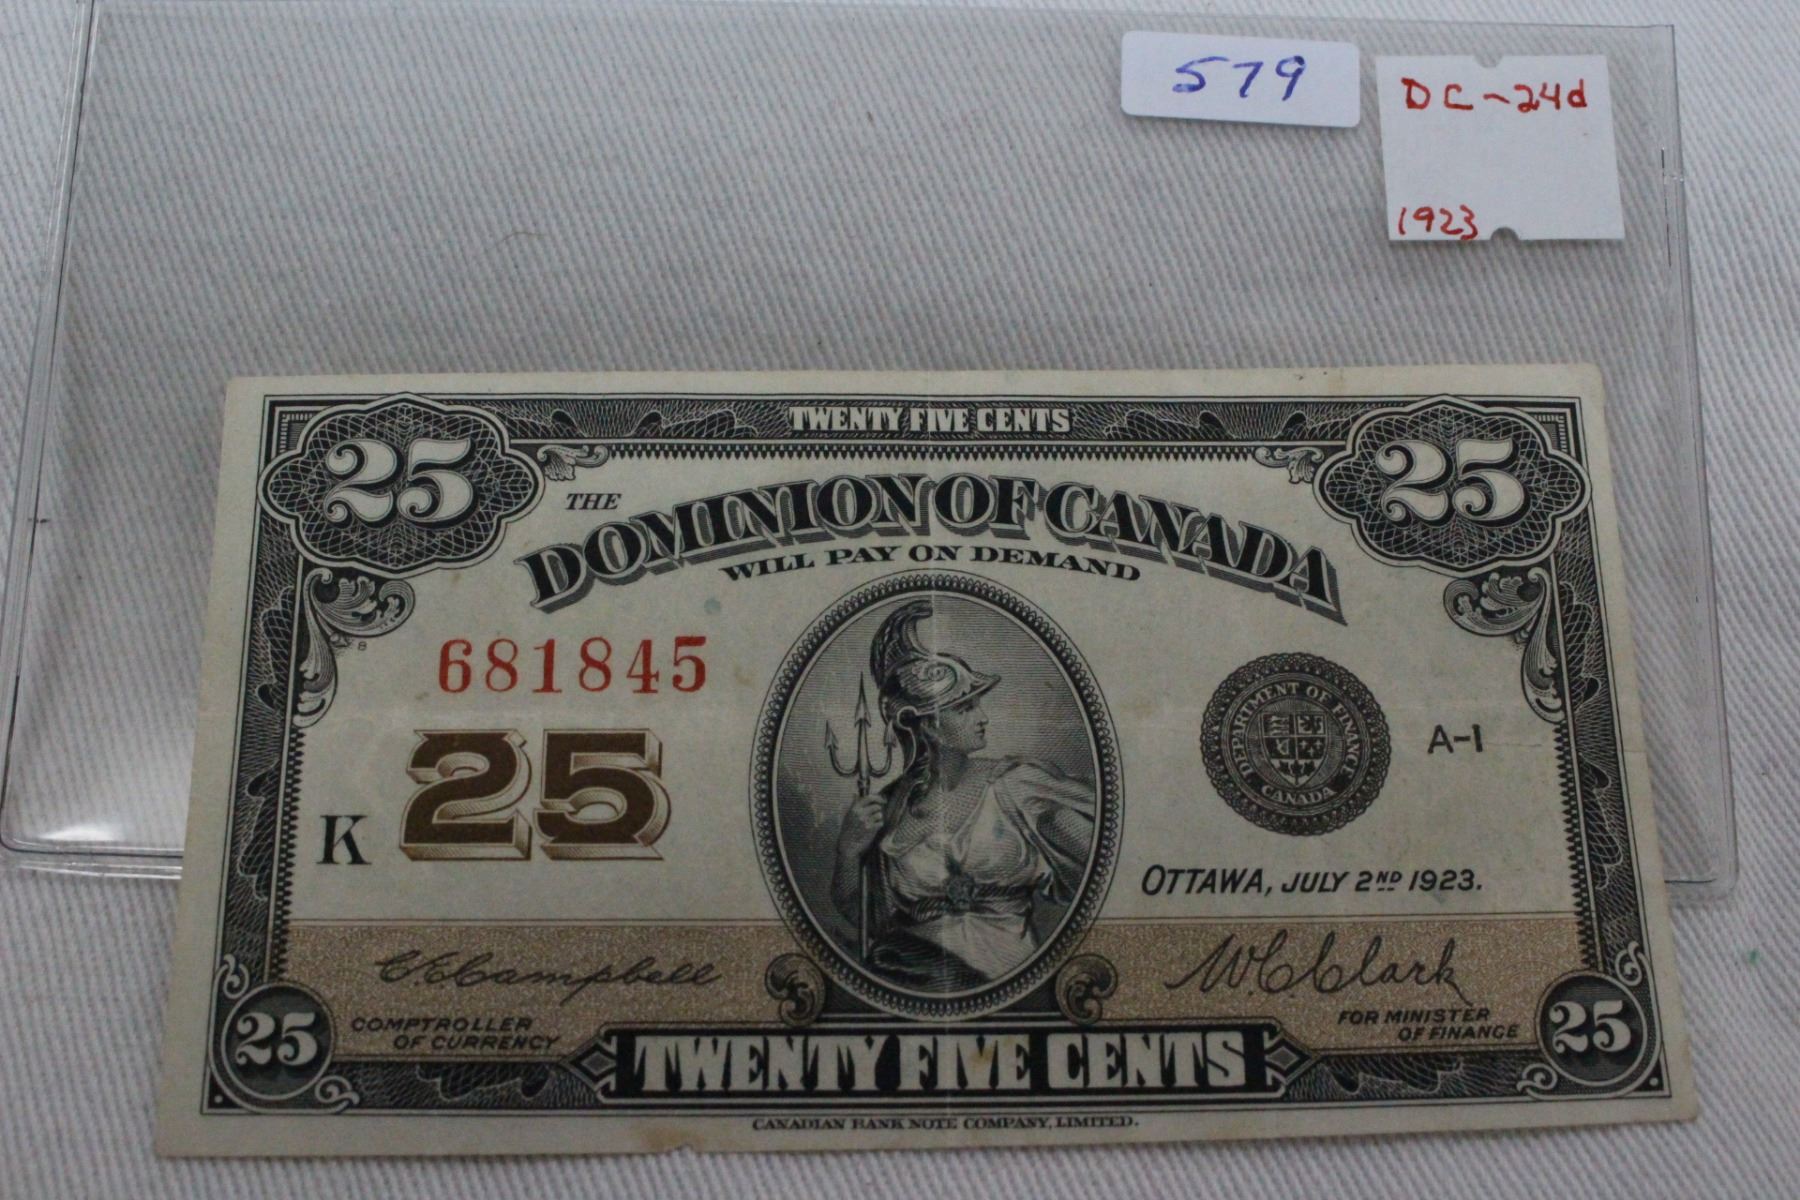 579
DC-24d
1923
TWENTY FIVE CENTS
25 25
THE
DOMINION OF CANADA
WILL PAY ON DEMAND
681845
25
K
DEPARTMENT OF FINANCE
CANADA
A-1
OTTAWA, JULY 2ND 1923.
C.E. Campbell
COMPTROLLER
OF CURRENCY
W.C. Clark
FOR MINISTER
OF FINANCE
25 25
TWENTY FIVE CENTS
CANADIAN BANK NOTE COMPANY, LIMITED.